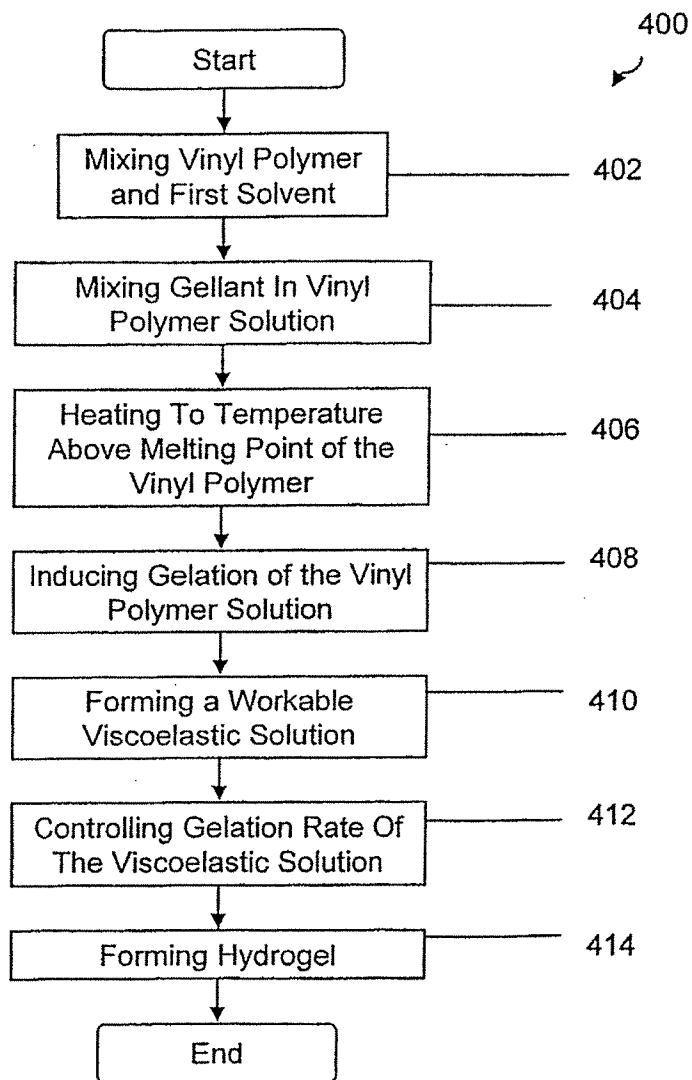 400
Start
Mixing Vinyl Polymer
and First Solvent
402
Mixing Gellant In Vinyl
Polymer Solution
404
Heating To Temperature
Above Melting Point of the
Vinyl Polymer
406
Inducing Gelation of the Vinyl
Polymer Solution
408
Forming a Workable
Viscoelastic Solution
410
Controlling Gelation Rate Of
The Viscoelastic Solution
412
Forming Hydrogel
414
End